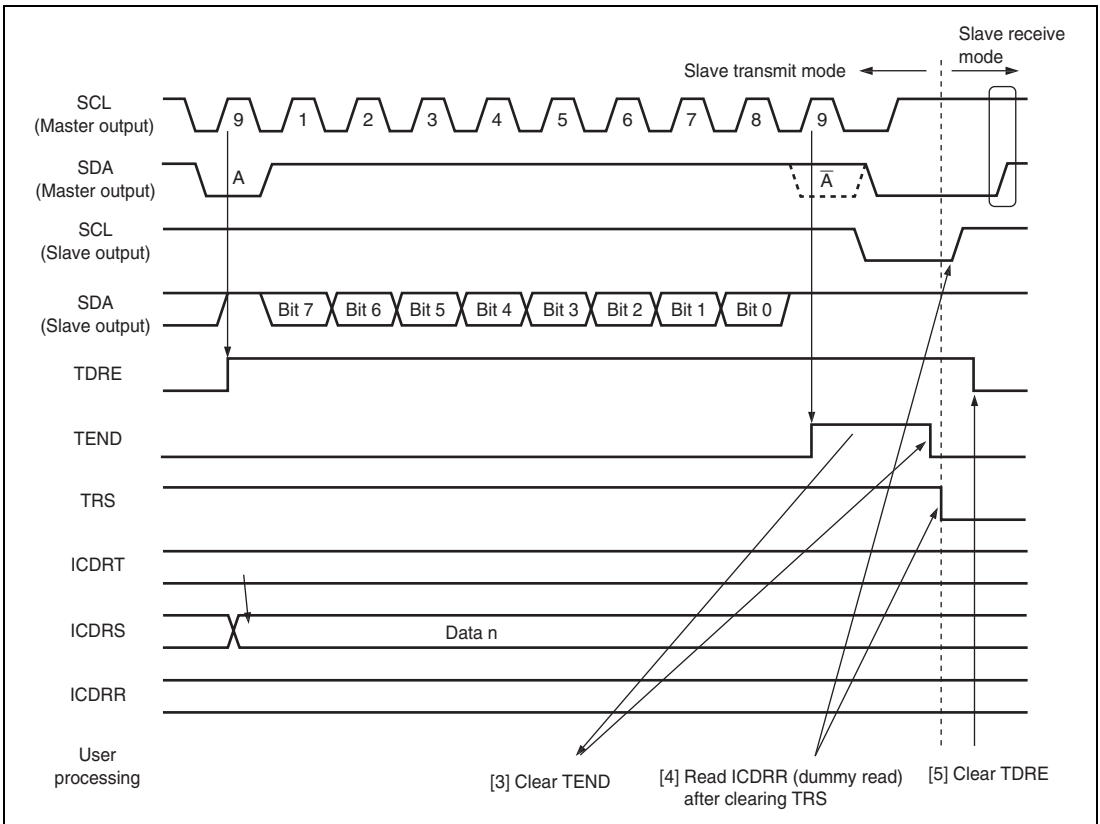 Slave receive
mode
Slave transmit mode
SCL
(Master output)
9 1 2 3 4 5 6 7 8 9
SDA
(Master output)
A A̅
SCL
(Slave output)
SDA
(Slave output)
Bit 7 Bit 6 Bit 5 Bit 4 Bit 3 Bit 2 Bit 1 Bit 0
TDRE
TEND
TRS
ICDRT
ICDRS
Data n
ICDRR
User
processing
[3] Clear TEND
[4] Read ICDRR (dummy read)
after clearing TRS
[5] Clear TDRE